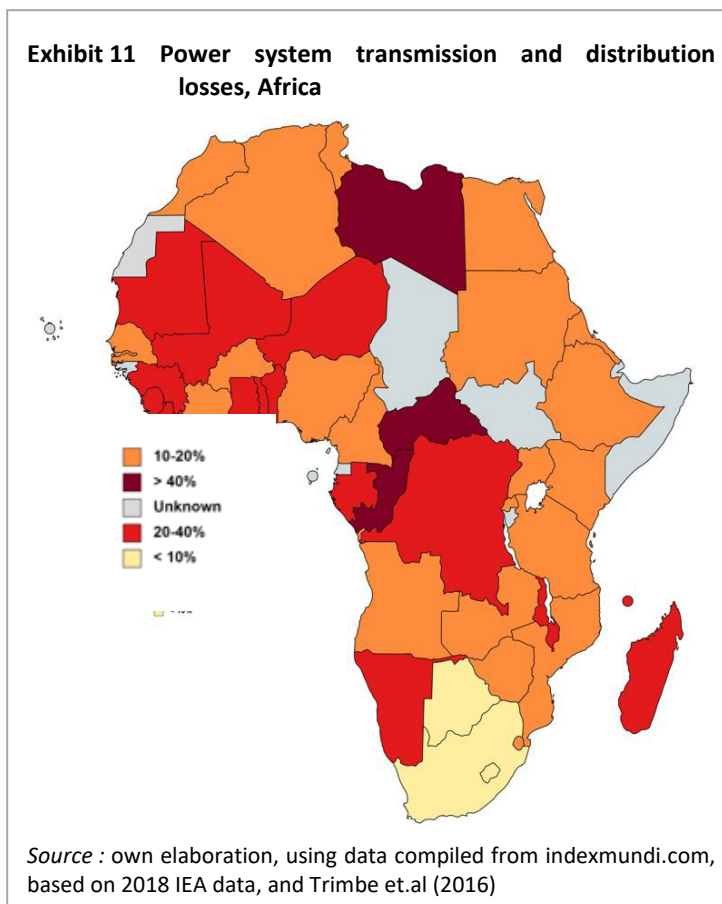 Exhibit 11 Power system transmission and distribution
losses, Africa
10-20%
> 40%
Unknown
20-40%
< 10%
Source : own elaboration, using data compiled from indexmundi.com,
based on 2018 IEA data, and Trimbe et.al (2016)